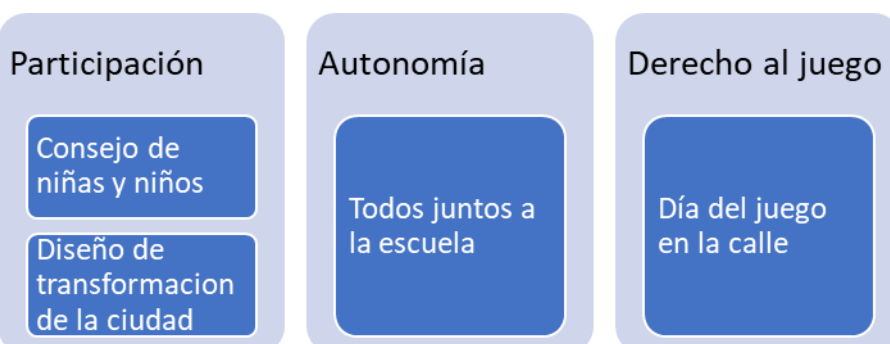 Participación
Consejo de
niñas y niños
Diseño de
transformacion
de la ciudad
Autonomía
Todos juntos a
la escuela
Derecho al juego
Día del juego
en la calle